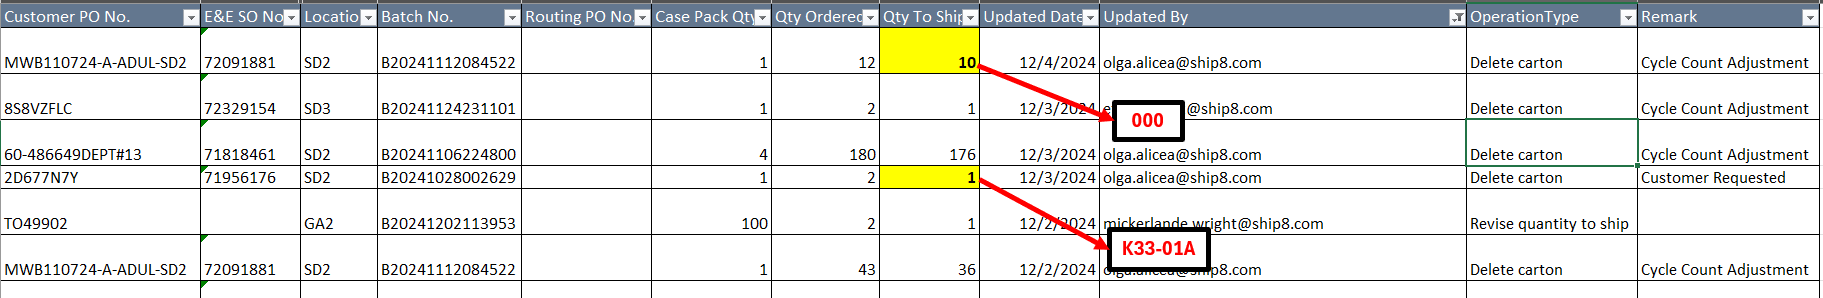 Customer PO No. E&E SO No Locatio Batch No. Routing PO No. Case Pack Qty Qty Ordered Qty To Ship Updated Date Updated By OperationType Remark
MWB110724-A-ADUL-SD2 72091881 SD2 B20241112084522 1 12 10 12/4/2024 olga.alicea@ship8.com Delete carton Cycle Count Adjustment
8S8VZFLC 72329154 SD3 B20241124231101 1 2 1 12/3/2024 @ship8.com Delete carton Cycle Count Adjustment
000
60-486649DEPT#13 71818461 SD2 B20241106224800 4 180 176 12/3/2024 olga.alicea@ship8.com Delete carton Cycle Count Adjustment
2D677N7Y 71956176 SD2 B20241028002629 1 2 1 12/3/2024 olga.alicea@ship8.com Delete carton Customer Requested
TO49902 GA2 B20241202113953 100 2 1 12/2/2024 mickerlande.wright@ship8.com Revise quantity to ship
K33-01A
MWB110724-A-ADUL-SD2 72091881 SD2 B20241112084522 1 43 36 12/2/2024 olga.alicea@ship8.com Delete carton Cycle Count Adjustment